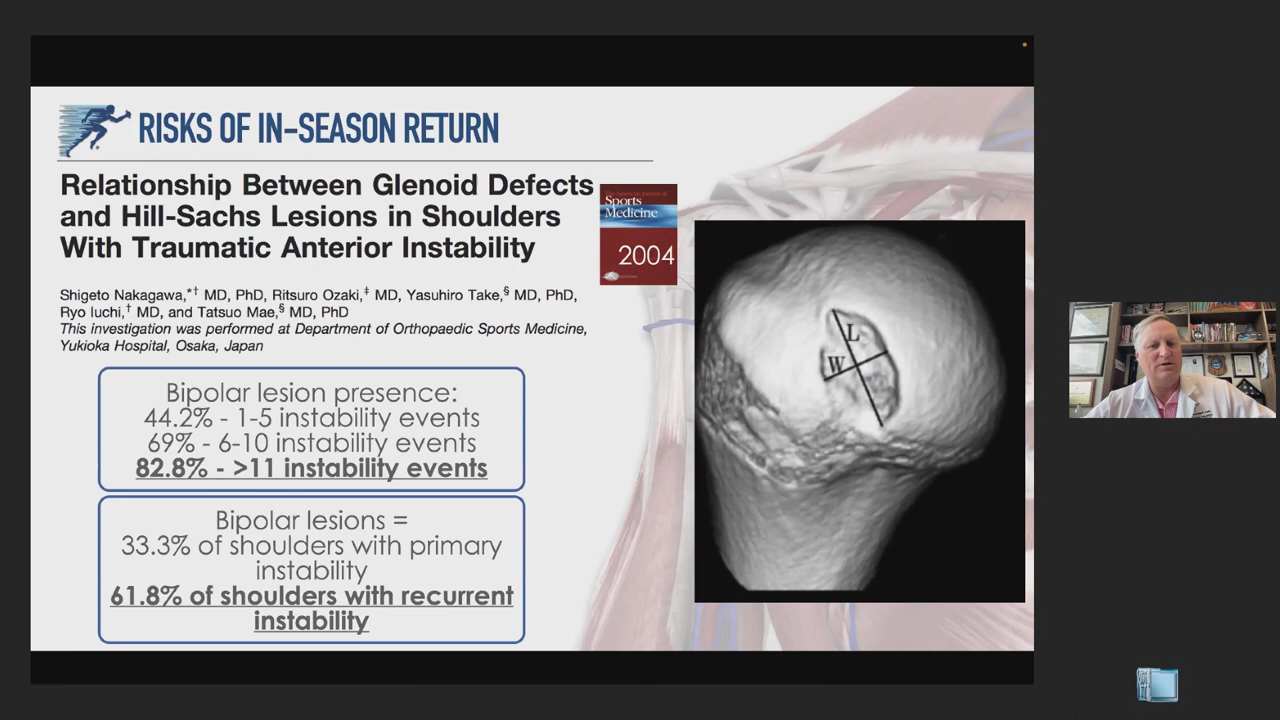 RISKS OF IN-SEASON RETURN
Relationship Between Glenoid Defects
and Hill-Sachs Lesions in Shoulders
With Traumatic Anterior Instability
The American Journal of
Sports
Medicine
2004
Shigeto Nakagawa,*† MD, PhD, Ritsuro Ozaki,‡ MD, Yasuhiro Take,§ MD, PhD,
Ryo Iuchi,† MD, and Tatsuo Mae,§ MD, PhD
This investigation was performed at Department of Orthopaedic Sports Medicine,
Yukioka Hospital, Osaka, Japan
Bipolar lesion presence:
44.2% - 1-5 instability events
69% - 6-10 instability events
82.8% - >11 instability events
Bipolar lesions =
33.3% of shoulders with primary
instability
61.8% of shoulders with recurrent
instability
L
W